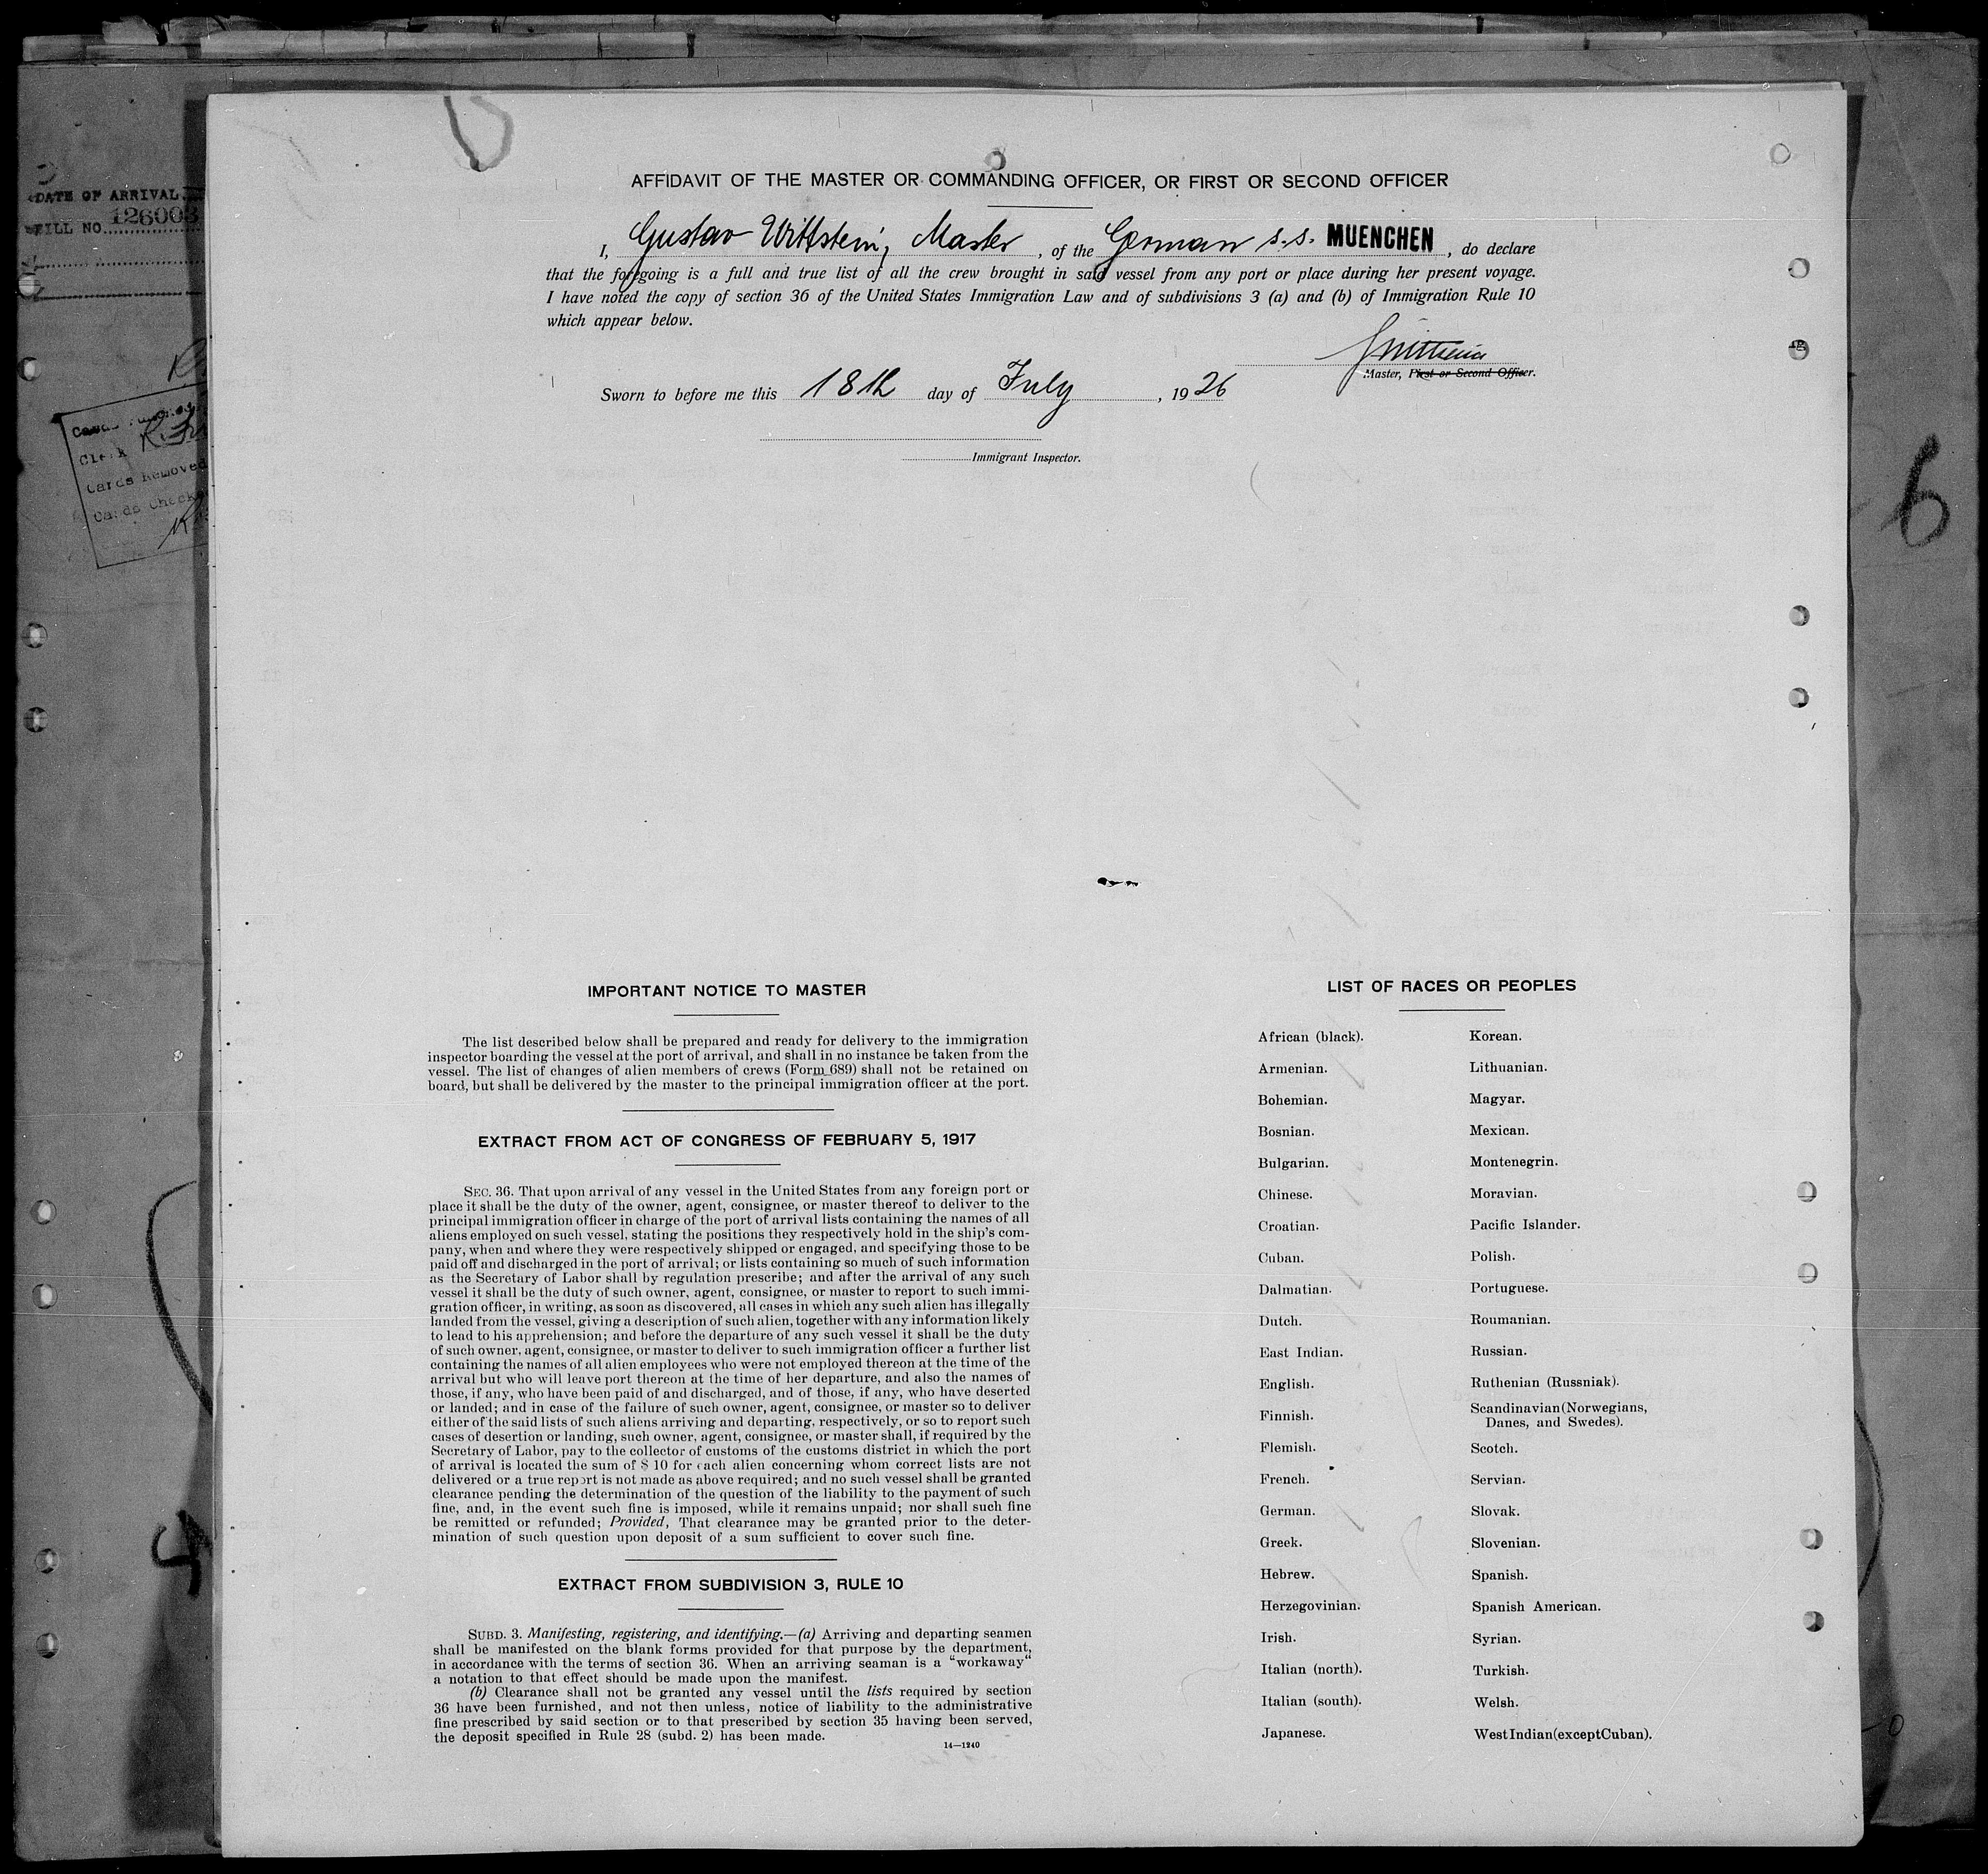 DATE OF ARRIVAL
FILL NO. 126003
Clerk
Cards Removed
6
4
AFFIDAVIT OF THE MASTER OR COMMANDING OFFICER, OR FIRST OR SECOND OFFICER
I, Gustav Wittstein, Master, of the German s.s. MUENCHEN, do declare
that the foregoing is a full and true list of all the crew brought in said vessel from any port or place during her present voyage.
I have noted the copy of section 36 of the United States Immigration Law and of subdivisions 3 (a) and (b) of Immigration Rule 10
which appear below.
GWittstein
Master, First or Second Officer.
Sworn to before me this 18th day of July, 1926
Immigrant Inspector.
IMPORTANT NOTICE TO MASTER
The list described below shall be prepared and ready for delivery to the immigration
inspector boarding the vessel at the port of arrival, and shall in no instance be taken from the
vessel. The list of changes of alien members of crews (Form 689) shall not be retained on
board, but shall be delivered by the master to the principal immigration officer at the port.
EXTRACT FROM ACT OF CONGRESS OF FEBRUARY 5, 1917
SEC. 36. That upon arrival of any vessel in the United States from any foreign port or
place it shall be the duty of the owner, agent, consignee, or master thereof to deliver to the
principal immigration officer in charge of the port of arrival lists containing the names of all
aliens employed on such vessel, stating the positions they respectively hold in the ship's com-
pany, when and where they were respectively shipped or engaged, and specifying those to be
paid off and discharged in the port of arrival; or lists containing so much of such information
as the Secretary of Labor shall by regulation prescribe; and after the arrival of any such
vessel it shall be the duty of such owner, agent, consignee, or master to report to such immi-
gration officer, in writing, as soon as discovered, all cases in which any such alien has illegally
landed from the vessel, giving a description of such alien, together with any information likely
to lead to his apprehension; and before the departure of any such vessel it shall be the duty
of such owner, agent, consignee, or master to deliver to such immigration officer a further list
containing the names of all alien employees who were not employed thereon at the time of the
arrival but who will leave port thereon at the time of her departure, and also the names of
those, if any, who have been paid of and discharged, and of those, if any, who have deserted
or landed; and in case of the failure of such owner, agent, consignee, or master so to deliver
either of the said lists of such aliens arriving and departing, respectively, or so to report such
cases of desertion or landing, such owner, agent, consignee, or master shall, if required by the
Secretary of Labor, pay to the collector of customs of the customs district in which the port
of arrival is located the sum of $ 10 for each alien concerning whom correct lists are not
delivered or a true report is not made as above required; and no such vessel shall be granted
clearance pending the determination of the question of the liability to the payment of such
fine, and, in the event such fine is imposed, while it remains unpaid; nor shall such fine
be remitted or refunded; Provided, That clearance may be granted prior to the deter-
mination of such question upon deposit of a sum sufficient to cover such fine.
EXTRACT FROM SUBDIVISION 3, RULE 10
SUBD. 3. Manifesting, registering, and identifying.—(a) Arriving and departing seamen
shall be manifested on the blank forms provided for that purpose by the department,
in accordance with the terms of section 36. When an arriving seaman is a "workaway"
a notation to that effect should be made upon the manifest.
(b) Clearance shall not be granted any vessel until the lists required by section
36 have been furnished, and not then unless, notice of liability to the administrative
fine prescribed by said section or to that prescribed by section 35 having been served,
the deposit specified in Rule 28 (subd. 2) has been made.
14—1240
LIST OF RACES OR PEOPLES
African (black).
Armenian.
Bohemian.
Bosnian.
Bulgarian.
Chinese.
Croatian.
Cuban.
Dalmatian.
Dutch.
East Indian.
English.
Finnish.
Flemish.
French.
German.
Greek.
Hebrew.
Herzegovinian.
Irish.
Italian (north).
Italian (south).
Japanese.
Korean.
Lithuanian.
Magyar.
Mexican.
Montenegrin.
Moravian.
Pacific Islander.
Polish.
Portuguese.
Roumanian.
Russian.
Ruthenian (Russniak).
Scandinavian (Norwegians,
Danes, and Swedes).
Scotch.
Servian.
Slovak.
Slovenian.
Spanish.
Spanish American.
Syrian.
Turkish.
Welsh.
West Indian (except Cuban).